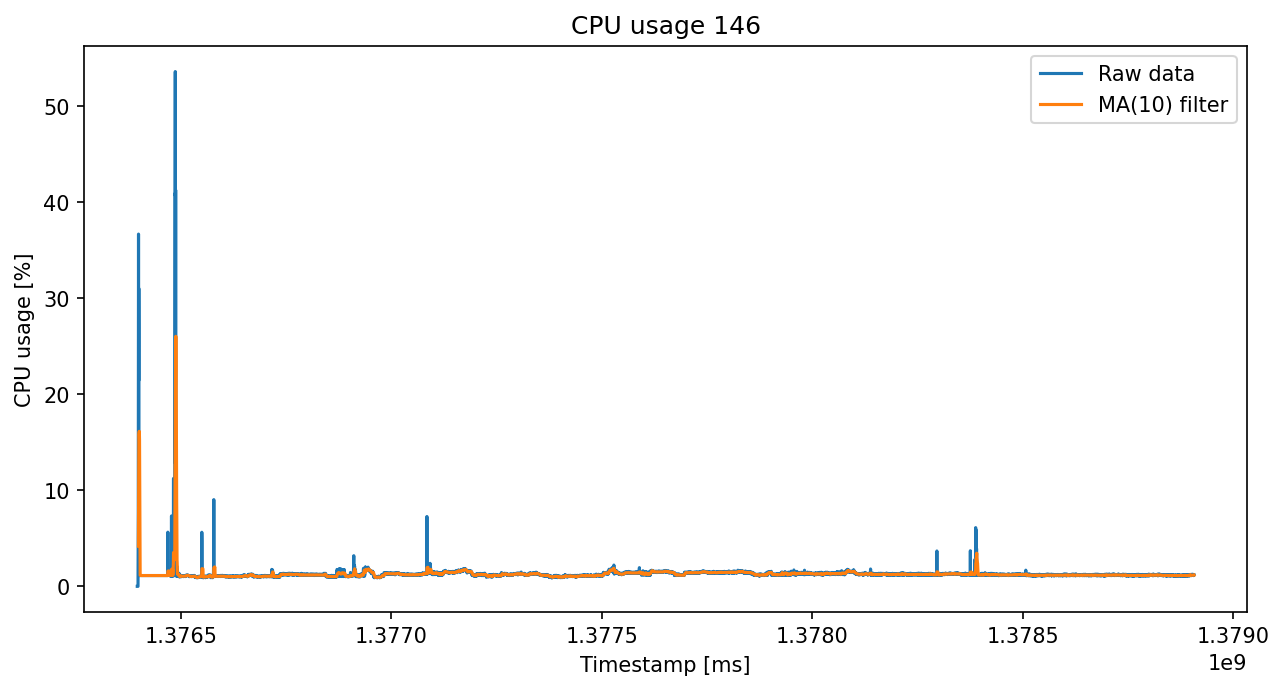 CPU usage 146
Raw data
MA(10) filter
CPU usage [%]
50
40
30
20
10
0
1.3765 1.3770 1.3775 1.3780 1.3785 1.3790
1e9
Timestamp [ms]